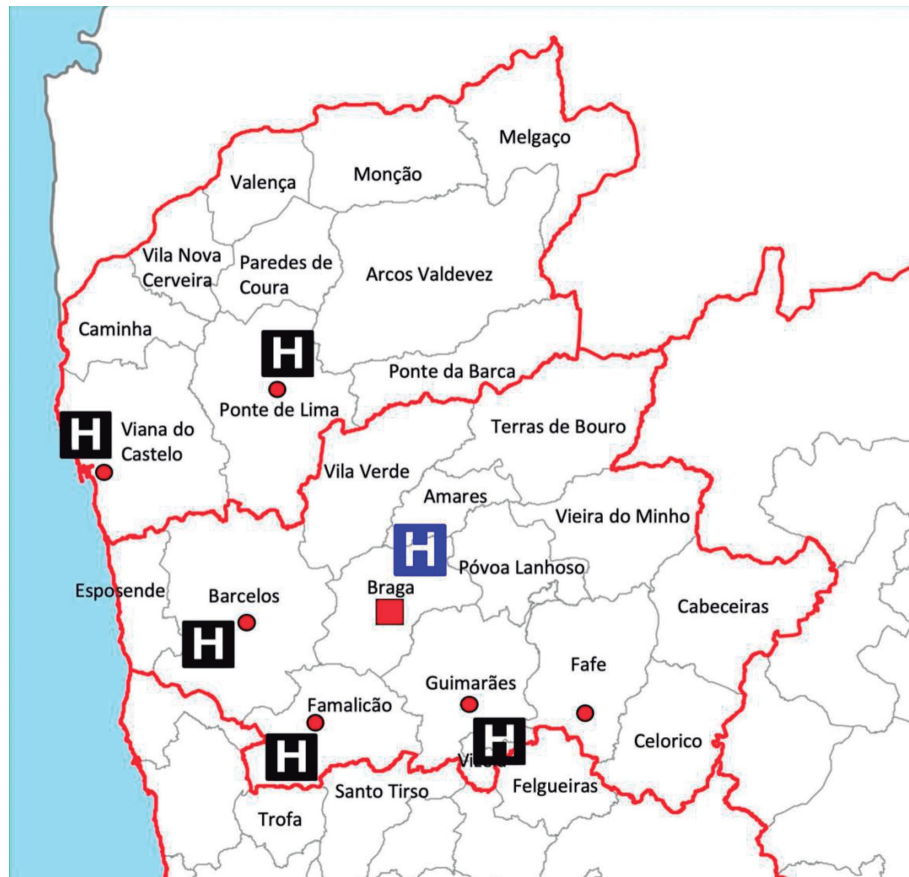 Melgaço
Monção
Valença
Vila Nova
Cerveira
Paredes de
Coura
Arcos Valdevez
Caminha
H
Ponte da Barca
Ponte de Lima
H
Viana do
Castelo
Terras de Bouro
Vila Verde
Amares
Vieira do Minho
H
Póvoa Lanhoso
Esposende
Barcelos
Braga
Cabeceiras
H
Fafe
Guimarães
Famalicão
H
Celorico
H
Felgueiras
Santo Tirso
Trofa